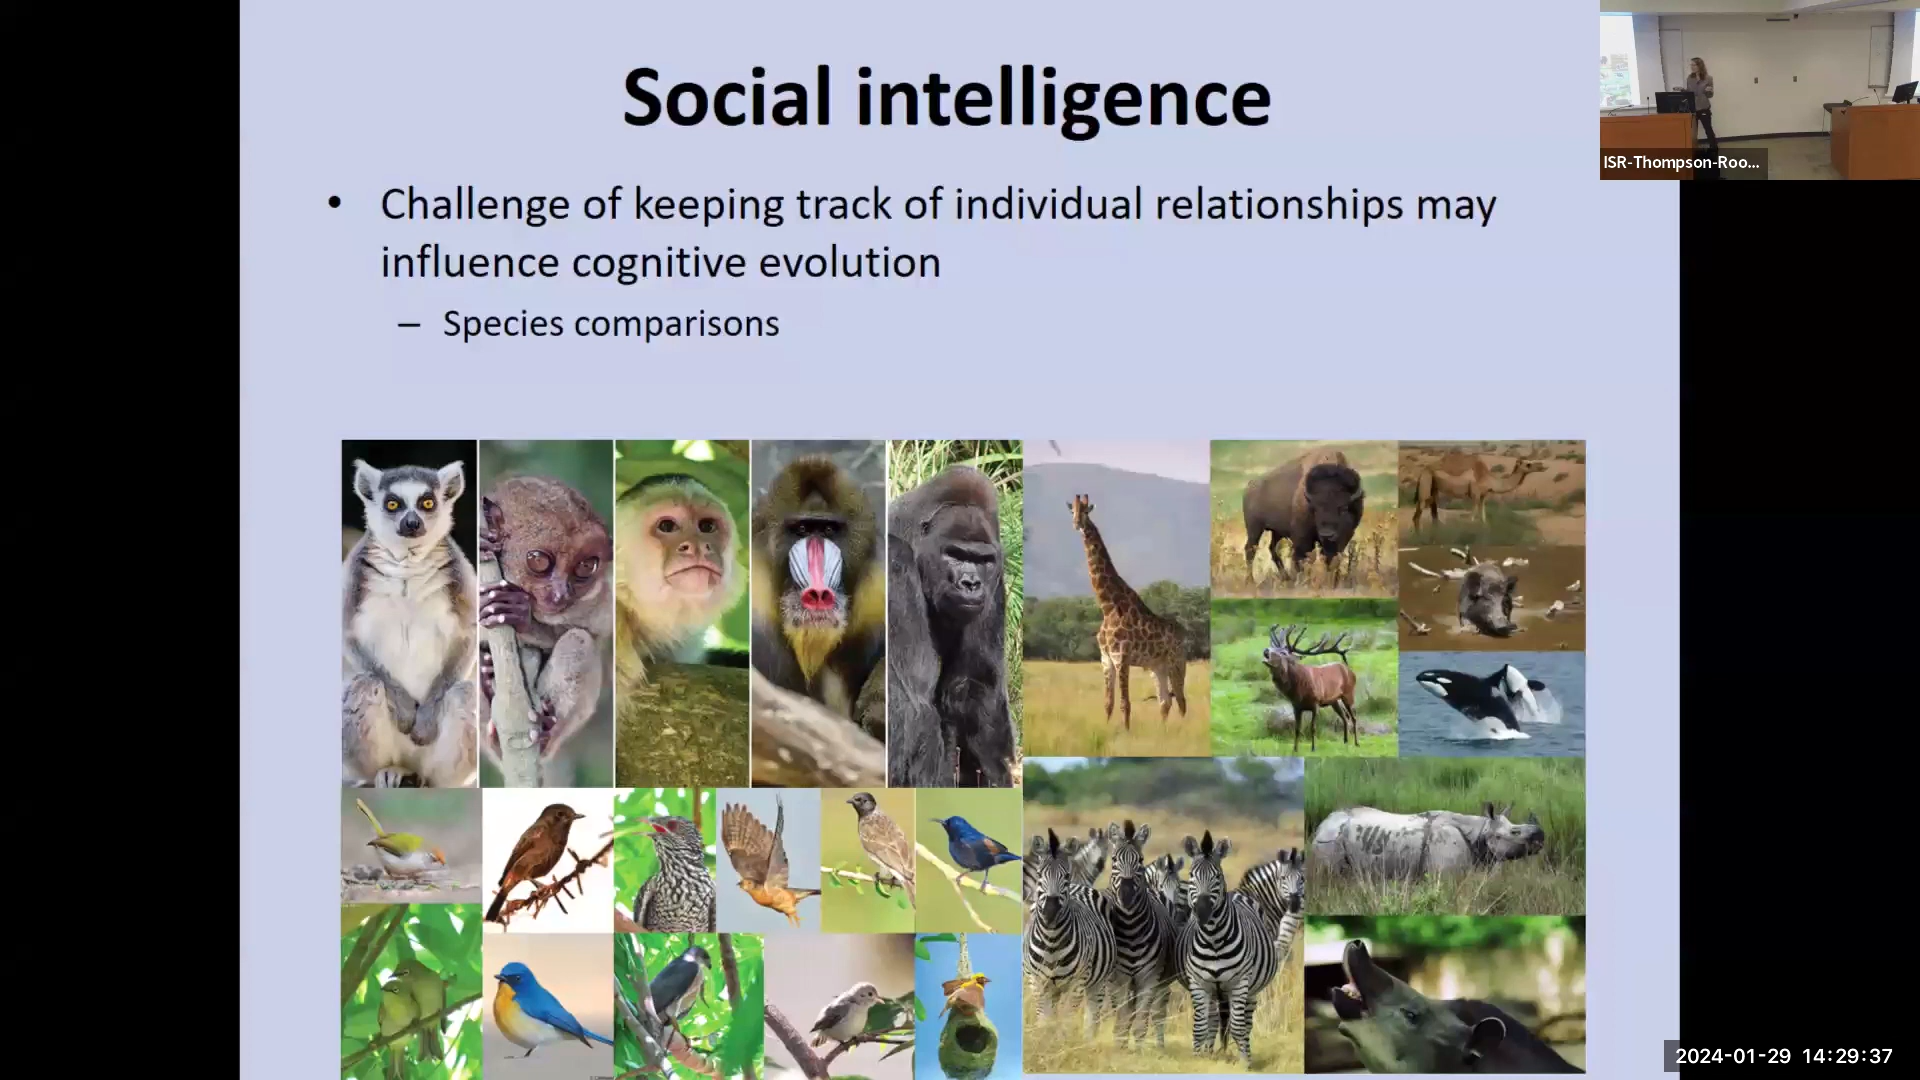 Social intelligence
• Challenge of keeping track of individual relationships may
influence cognitive evolution
– Species comparisons
ISR-Thompson-Roo...
2024-01-29 14:29:37